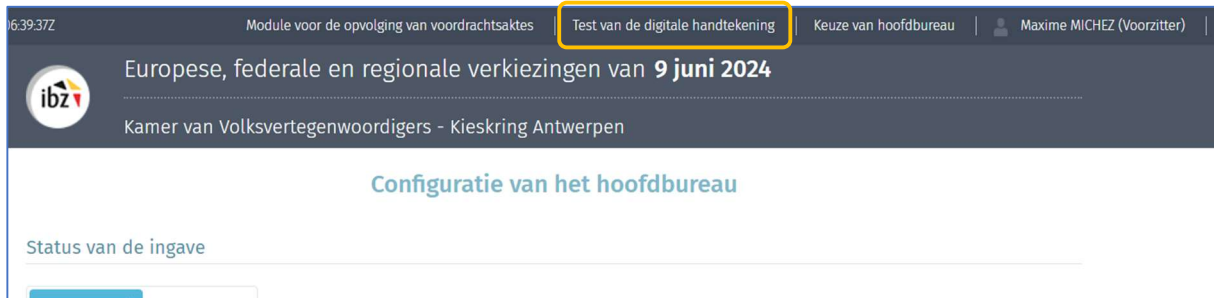 06:39:37Z Module voor de opvolging van voordrachtsaktes Test van de digitale handtekening Keuze van hoofdbureau Maxime MICHEZ (Voorzitter)
Europese, federale en regionale verkiezingen van 9 juni 2024
ibz
Kamer van Volksvertegenwoordigers - Kieskring Antwerpen
Configuratie van het hoofdbureau
Status van de ingave